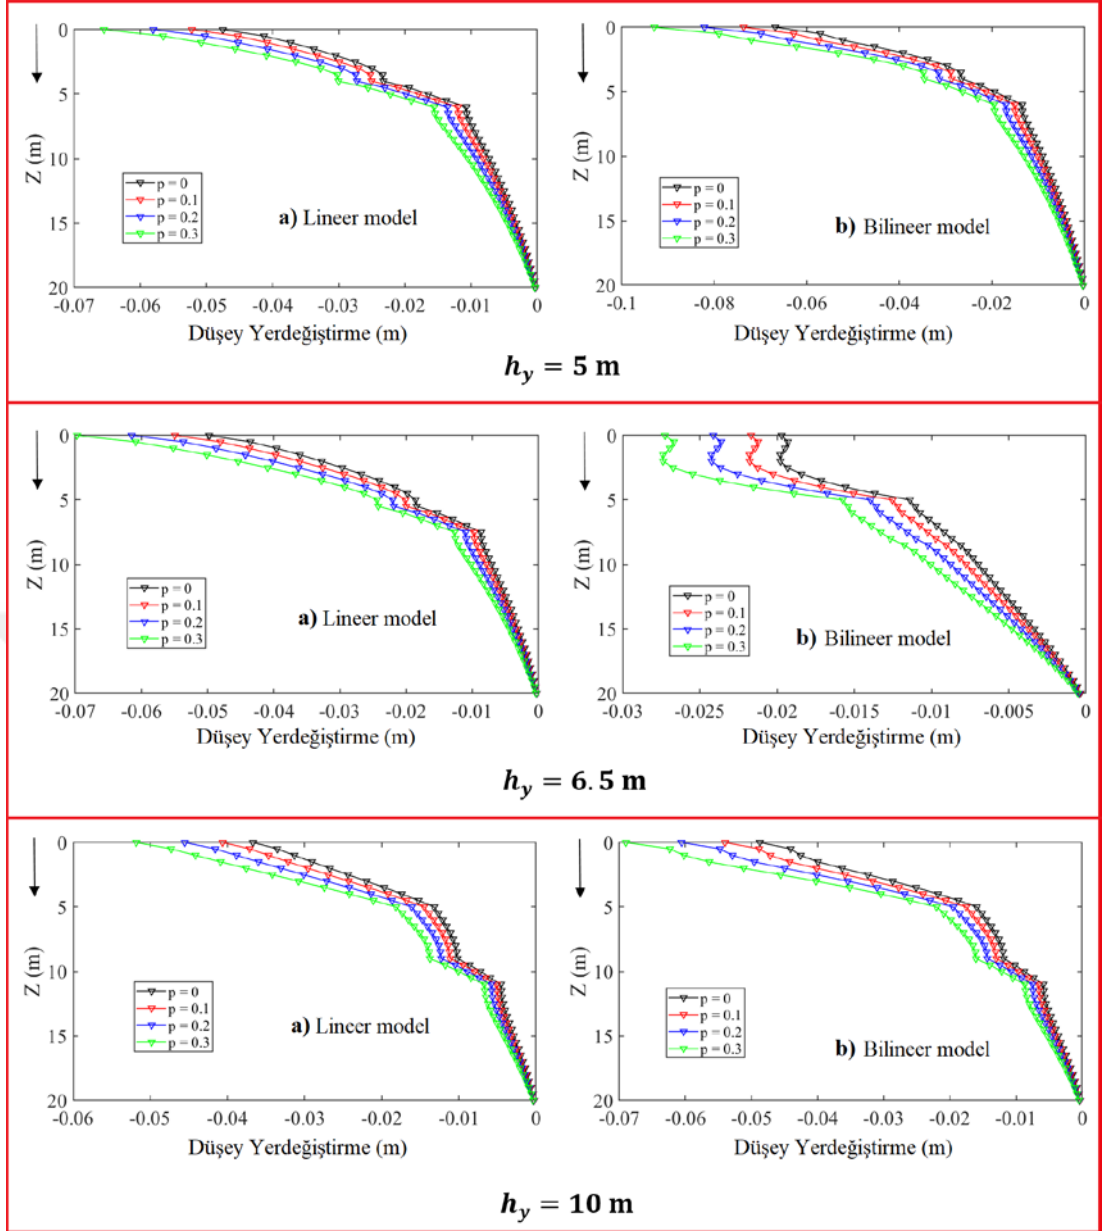 0
5
10
15
20
Z (m)
p = 0
p = 0.1
p = 0.2
p = 0.3
a) Lineer model
-0.07 -0.06 -0.05 -0.04 -0.03 -0.02 -0.01 0
Düşey Yerdeğiştirme (m)
0
5
10
15
20
Z (m)
p = 0
p = 0.1
p = 0.2
p = 0.3
b) Bilineer model
-0.1 -0.08 -0.06 -0.04 -0.02 0
Düşey Yerdeğiştirme (m)
h_y = 5 m
0
5
10
15
20
Z (m)
p = 0
p = 0.1
p = 0.2
p = 0.3
a) Lineer model
-0.07 -0.06 -0.05 -0.04 -0.03 -0.02 -0.01 0
Düşey Yerdeğiştirme (m)
0
5
10
15
20
Z (m)
p = 0
p = 0.1
p = 0.2
p = 0.3
b) Bilineer model
-0.03 -0.025 -0.02 -0.015 -0.01 -0.005 0
Düşey Yerdeğiştirme (m)
h_y = 6.5 m
0
5
10
15
20
Z (m)
p = 0
p = 0.1
p = 0.2
p = 0.3
a) Lineer model
-0.06 -0.05 -0.04 -0.03 -0.02 -0.01 0
Düşey Yerdeğiştirme (m)
0
5
10
15
20
Z (m)
p = 0
p = 0.1
p = 0.2
p = 0.3
b) Bilineer model
-0.07 -0.06 -0.05 -0.04 -0.03 -0.02 -0.01 0
Düşey Yerdeğiştirme (m)
h_y = 10 m